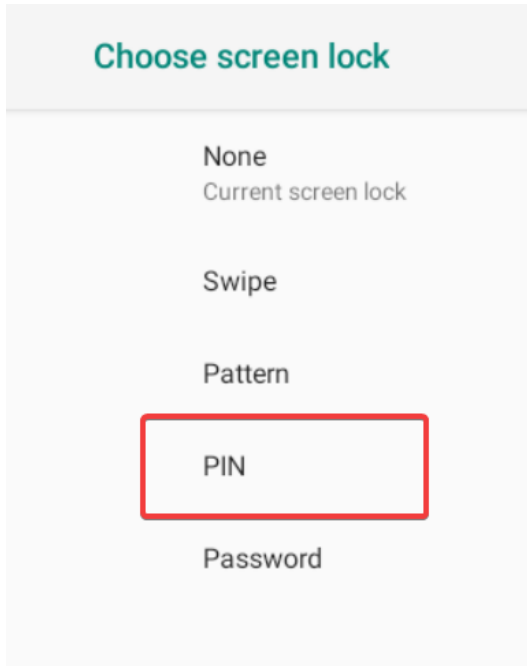 Choose screen lock
None
Current screen lock
Swipe
Pattern
PIN
Password